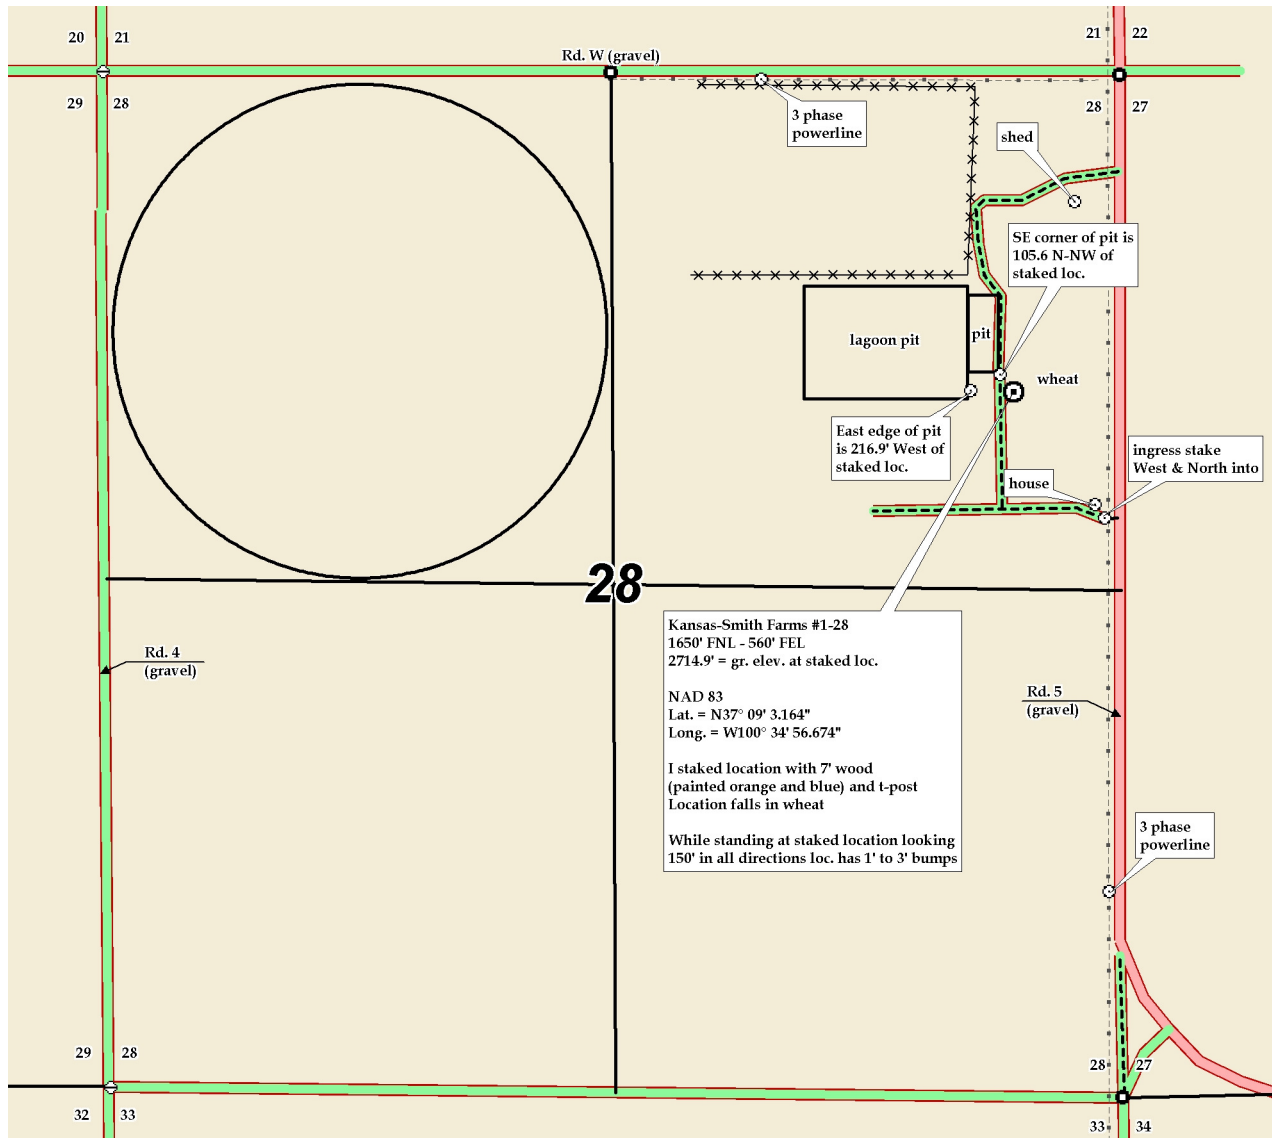 20 21
21 22
Rd. W (gravel)
29 28
28 27
3 phase
powerline
shed
SE corner of pit is
105.6 N-NW of
staked loc.
lagoon pit
pit
wheat
East edge of pit
is 216.9' West of
staked loc.
ingress stake
West & North into
house
28
Kansas-Smith Farms #1-28
1650' FNL - 560' FEL
2714.9' = gr. elev. at staked loc.
NAD 83
Lat. = N37° 09' 3.164"
Long. = W100° 34' 56.674"
I staked location with 7' wood
(painted orange and blue) and t-post
Location falls in wheat
While standing at staked location looking
150' in all directions loc. has 1' to 3' bumps
Rd. 4
(gravel)
Rd. 5
(gravel)
3 phase
powerline
29 28
28 27
32 33
33 34